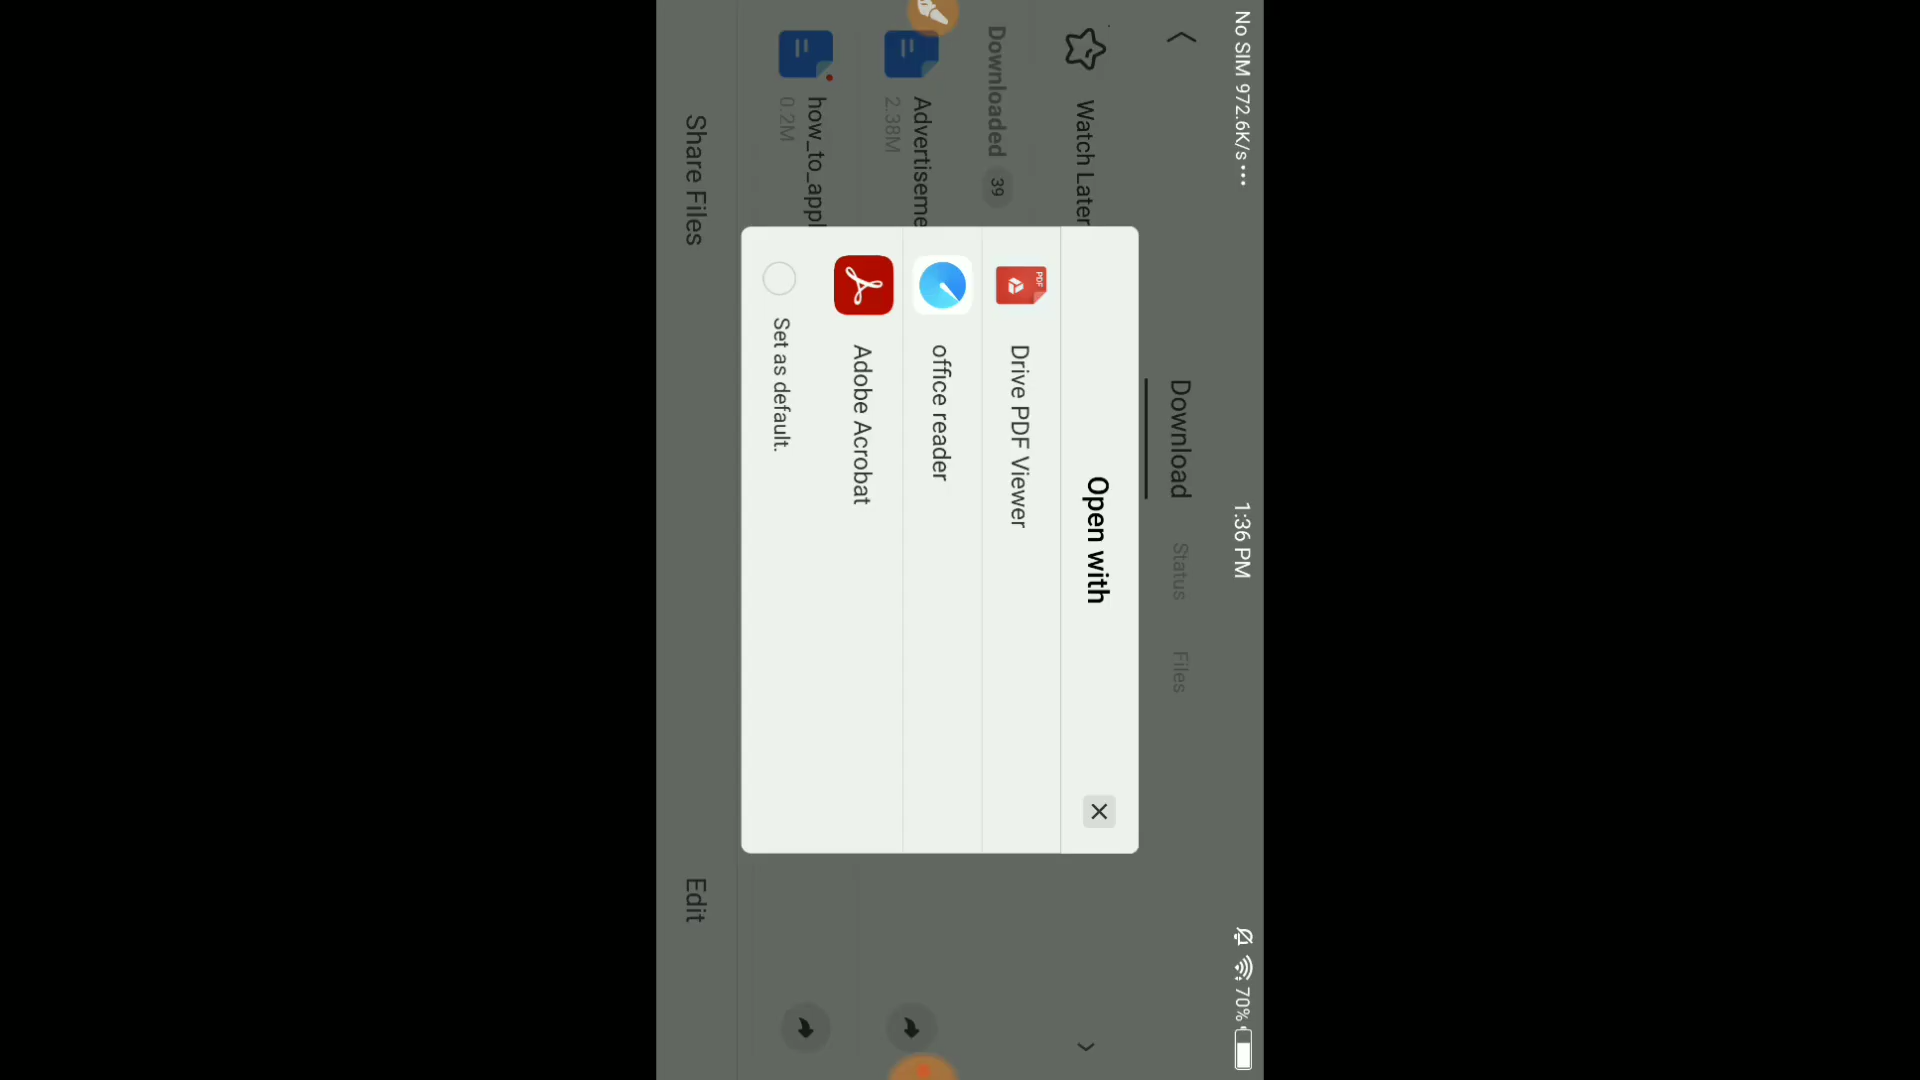 No SIM 972.6K/s... 1:36 PM 70%
Download Status Files
Watch Later
Downloaded 39
Advertiseme
2.38M
how_to_appl
0.2M
Open with
PDF
Drive PDF Viewer
office reader
Adobe Acrobat
Set as default.
Share Files Edit